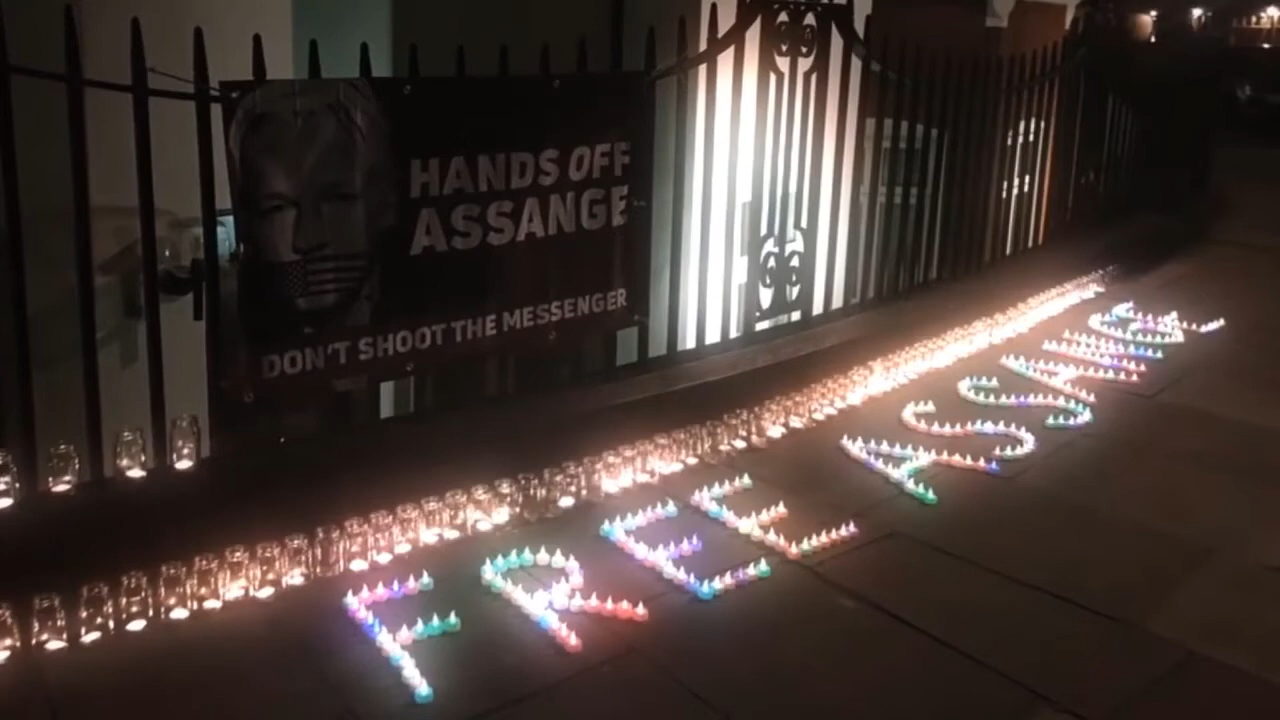 HANDS OFF
ASSANGE
DON'T SHOOT THE MESSENGER
FREE ASSANGE